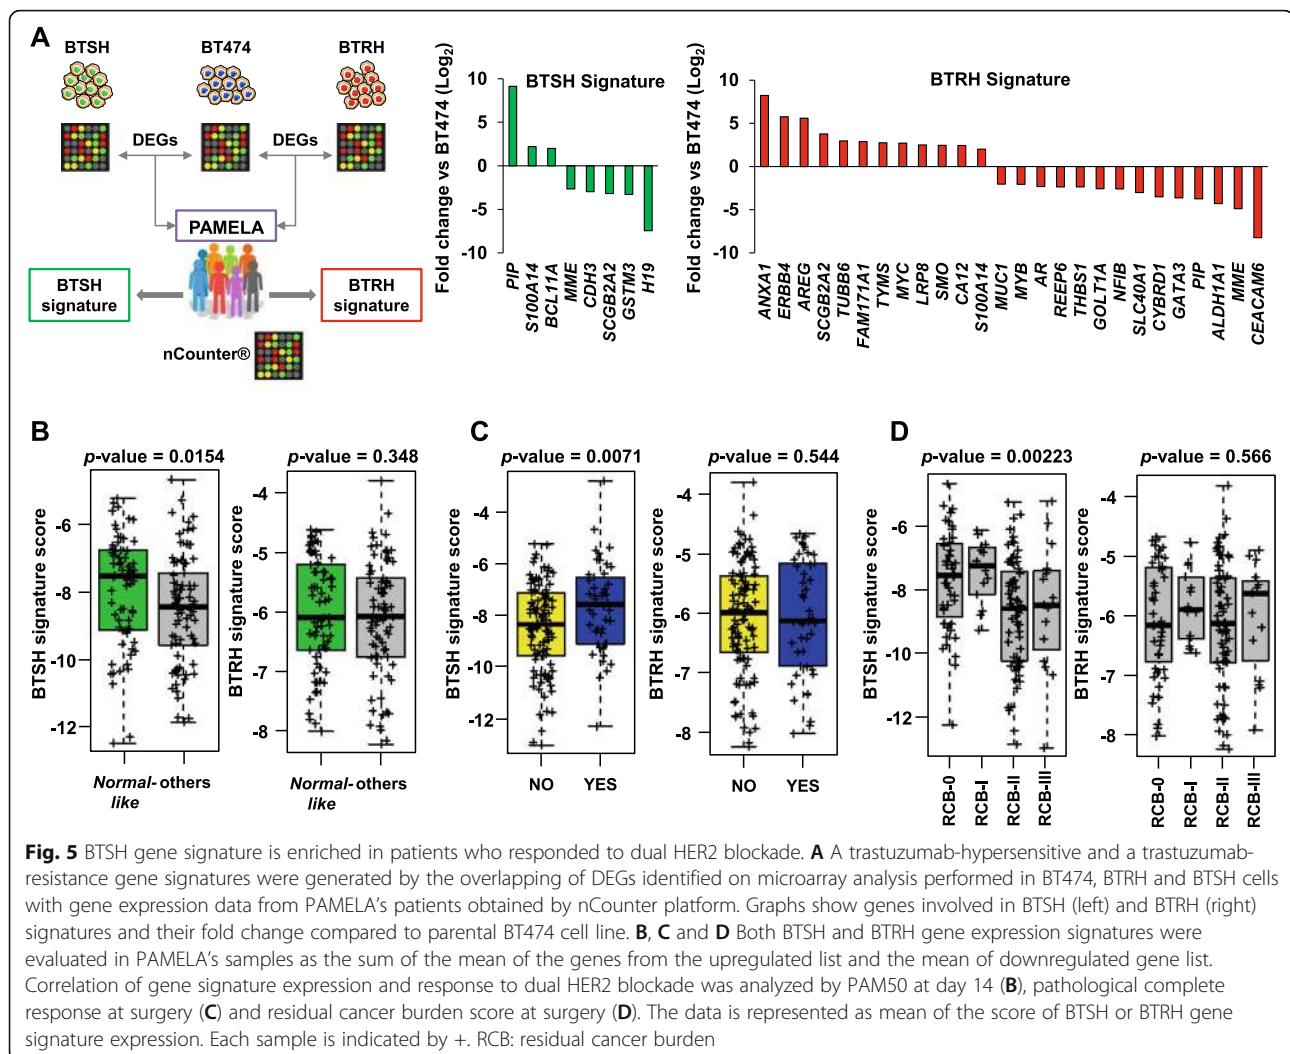 A
BTSH
BT474
BTRH
DEGs
DEGs
PAMELA
BTSH
signature
BTRH
signature
nCounter®
BTSH Signature
Fold change vs BT474 (Log2)
10
5
0
-5
-10
PIP
S100A14
BCL11A
MME
CDH3
SCGB2A2
GSTM3
H19
BTRH Signature
Fold change vs BT474 (Log2)
10
5
0
-5
-10
ANXA1
ERBB4
AREG
SCGB2A2
TUBB6
FAM171A1
TYMS
MYC
LRP8
SMO
CA12
S100A14
MUC1
MYB
AR
REEP6
THBS1
GOLT1A
NFIB
SLC40A1
CYBRD1
GATA3
PIP
ALDH1A1
MME
CEACAM6
B
p-value = 0.0154
BTSH signature score
-6
-8
-10
-12
Normal-like
others
p-value = 0.348
BTRH signature score
-4
-5
-6
-7
-8
Normal-like
others
C
p-value = 0.0071
BTSH signature score
-4
-6
-8
-10
-12
NO
YES
p-value = 0.544
BTRH signature score
-4
-5
-6
-7
-8
NO
YES
D
p-value = 0.00223
BTSH signature score
-6
-8
-10
-12
RCB-0
RCB-I
RCB-II
RCB-III
p-value = 0.566
BTRH signature score
-4
-5
-6
-7
-8
RCB-0
RCB-I
RCB-II
RCB-III
Fig. 5 BTSH gene signature is enriched in patients who responded to dual HER2 blockade. A A trastuzumab-hypersensitive and a trastuzumab-
resistance gene signatures were generated by the overlapping of DEGs identified on microarray analysis performed in BT474, BTRH and BTSH cells
with gene expression data from PAMELA's patients obtained by nCounter platform. Graphs show genes involved in BTSH (left) and BTRH (right)
signatures and their fold change compared to parental BT474 cell line. B, C and D Both BTSH and BTRH gene expression signatures were
evaluated in PAMELA's samples as the sum of the mean of the genes from the upregulated list and the mean of downregulated gene list.
Correlation of gene signature expression and response to dual HER2 blockade was analyzed by PAM50 at day 14 (B), pathological complete
response at surgery (C) and residual cancer burden score at surgery (D). The data is represented as mean of the score of BTSH or BTRH gene
signature expression. Each sample is indicated by +. RCB: residual cancer burden